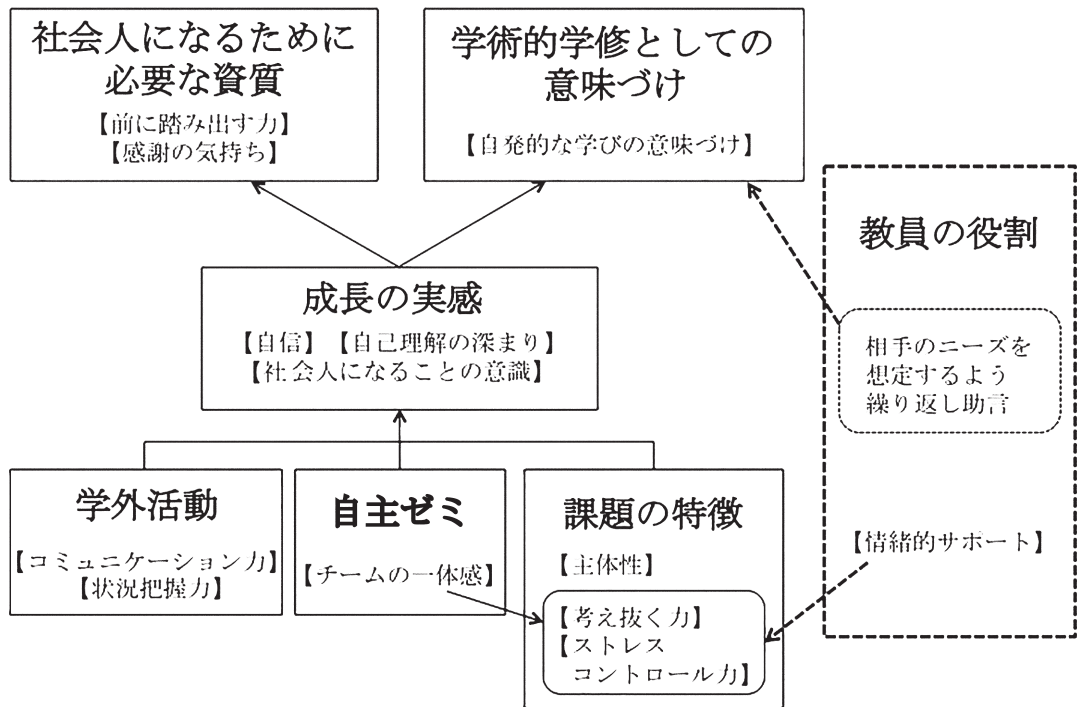 社会人になるために
必要な資質
【前に踏み出す力】
【感謝の気持ち】
学術的学修としての
意味づけ
【自発的な学びの意味づけ】
教員の役割
相手のニーズを
想定するよう
繰り返し助言
【情緒的サポート】
成長の実感
【自信】【自己理解の深まり】
【社会人になることの意識】
学外活動
【コミュニケーション力】
【状況把握力】
自主ゼミ
【チームの一体感】
課題の特徴
【主体性】
【考え抜く力】
【ストレス
コントロール力】